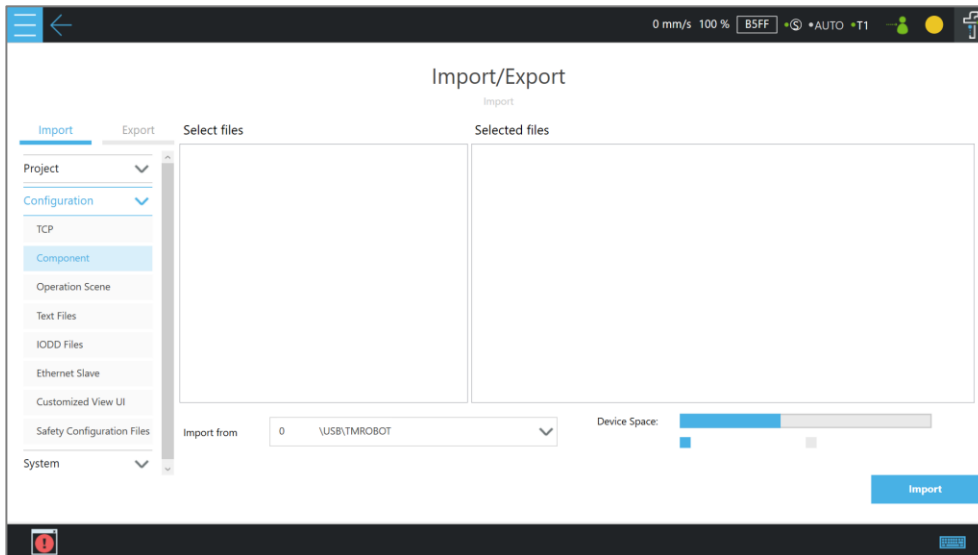 0 mm/s 100 % B5FF Ⓢ AUTO T1
Import/Export
Import
Import Export Select files Selected files
Project
Configuration
TCP
Component
Operation Scene
Text Files
IODD Files
Ethernet Slave
Customized View UI
Safety Configuration Files
System
Import from 0 \USB\TMROBOT
Device Space:
Import